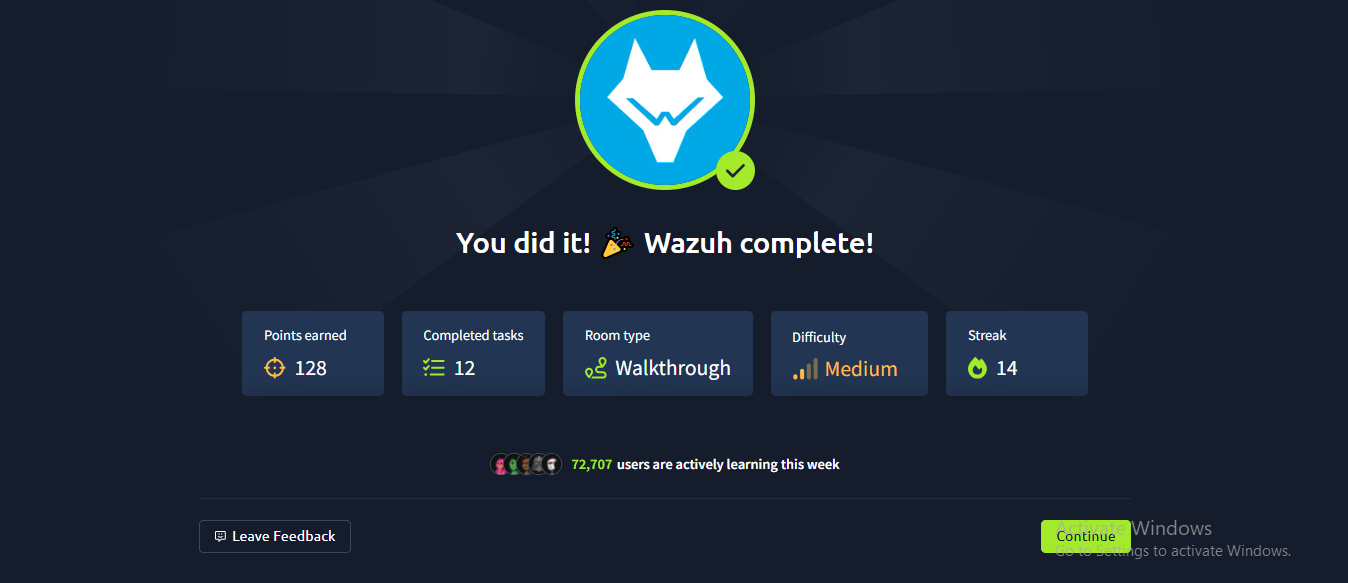 You did it! 🎉 Wazuh complete!
Points earned
128
Completed tasks
12
Room type
Walkthrough
Difficulty
Medium
Streak
14
72,707 users are actively learning this week
Leave Feedback
Continue
Activate Windows
Go to Settings to activate Windows.